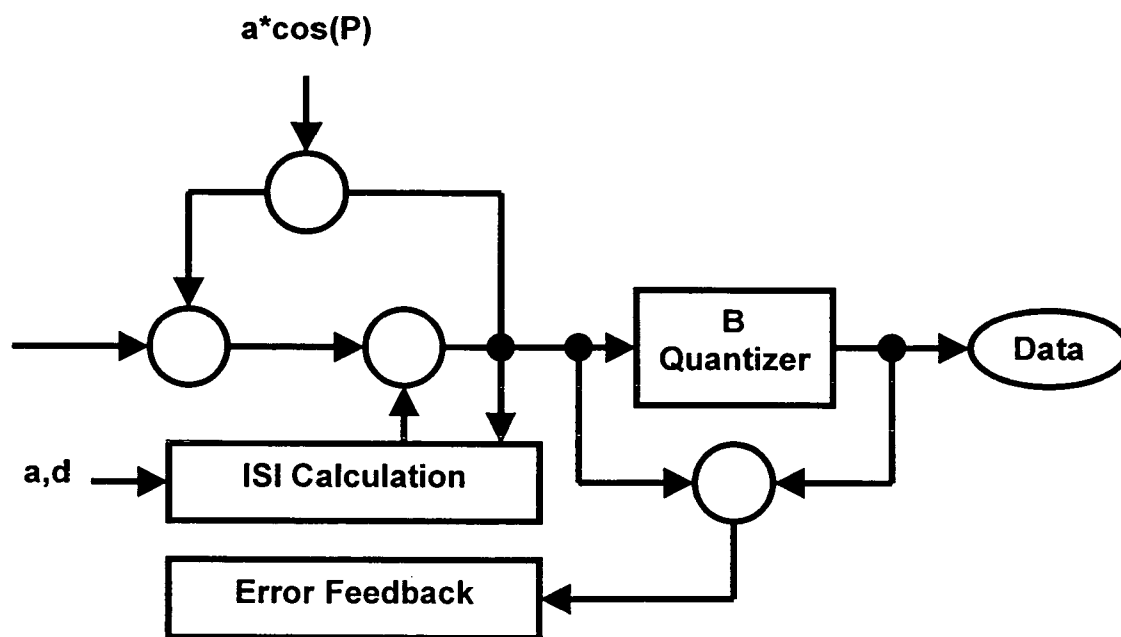 a*cos(P)
B
Quantizer
Data
a,d
ISI Calculation
Error Feedback